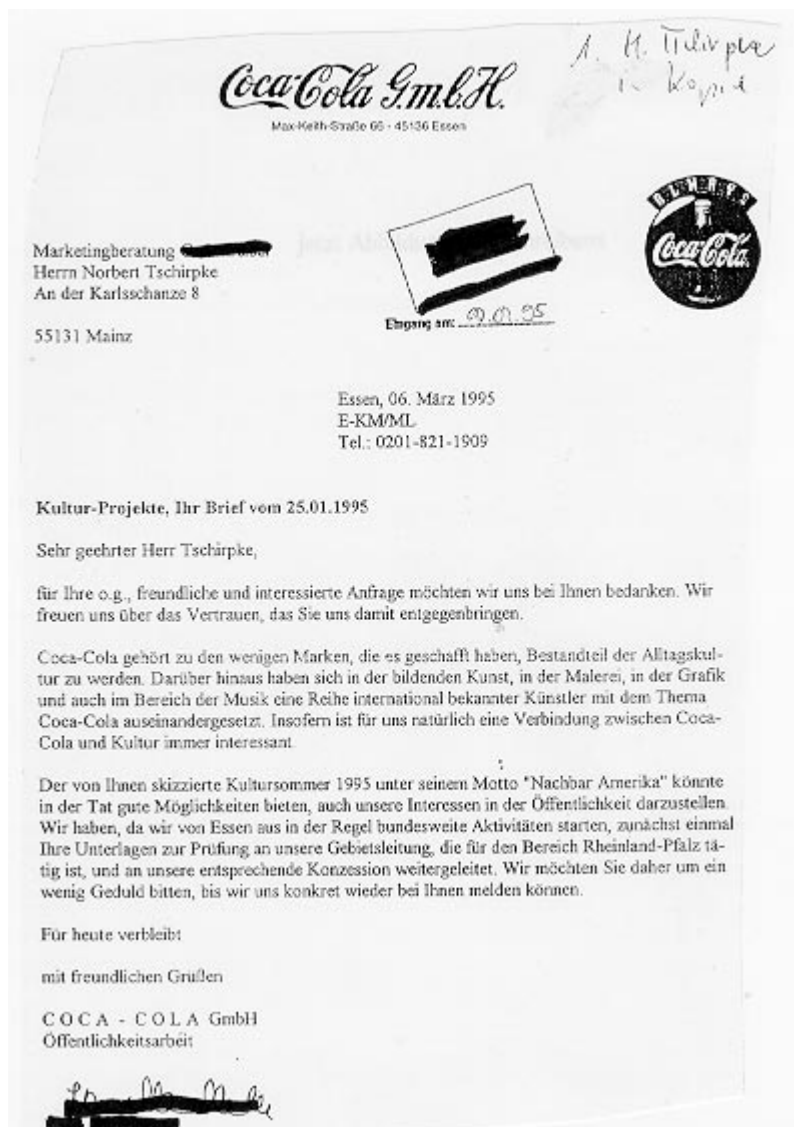 Coca-Cola G.m.b.H.
Max-Keith-Straße 66 - 45136 Essen
ALWAYS
Coca-Cola
Marketingberatung
Herrn Norbert Tschirpke
An der Karlsschanze 8
55131 Mainz
Eingang am:
Essen, 06. März 1995
E-KM/ML
Tel.: 0201-821-1909
Kultur-Projekte, Ihr Brief vom 25.01.1995
Sehr geehrter Herr Tschirpke,
für Ihre o.g., freundliche und interessierte Anfrage möchten wir uns bei Ihnen bedanken. Wir
freuen uns über das Vertrauen, das Sie uns damit entgegenbringen.
Coca-Cola gehört zu den wenigen Marken, die es geschafft haben, Bestandteil der Alltagskul-
tur zu werden. Darüber hinaus haben sich in der bildenden Kunst, in der Malerei, in der Grafik
und auch im Bereich der Musik eine Reihe international bekannter Künstler mit dem Thema
Coca-Cola auseinandergesetzt. Insofern ist für uns natürlich eine Verbindung zwischen Coca-
Cola und Kultur immer interessant.
Der von Ihnen skizzierte Kultursommer 1995 unter seinem Motto "Nachbar Amerika" könnte
in der Tat gute Möglichkeiten bieten, auch unsere Interessen in der Öffentlichkeit darzustellen.
Wir haben, da wir von Essen aus in der Regel bundesweite Aktivitäten starten, zunächst einmal
Ihre Unterlagen zur Prüfung an unsere Gebietsleitung, die für den Bereich Rheinland-Pfalz tä-
tig ist, und an unsere entsprechende Konzession weitergeleitet. Wir möchten Sie daher um ein
wenig Geduld bitten, bis wir uns konkret wieder bei Ihnen melden können.
Für heute verbleibt
mit freundlichen Grüßen
COCA - COLA GmbH
Öffentlichkeitsarbeit